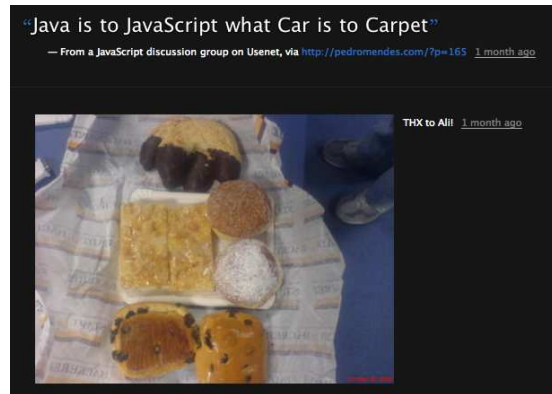 “Java is to JavaScript what Car is to Carpet”
— From a JavaScript discussion group on Usenet, via http://pedromendes.com/?p=165 1 month ago
THX to Ali! 1 month ago